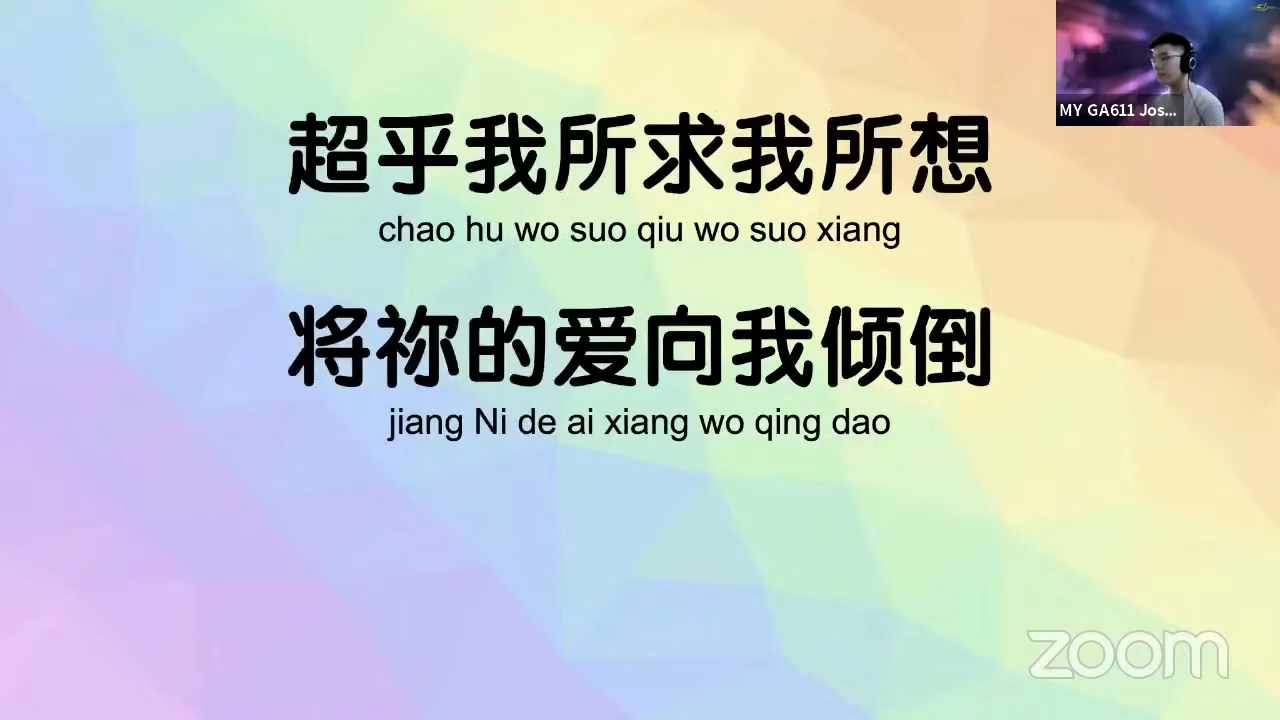 超乎我所求我所想
chao hu wo suo qiu wo suo xiang
将祢的爱向我倾倒
jiang Ni de ai xiang wo qing dao
MY GA611 Jos...
zoom